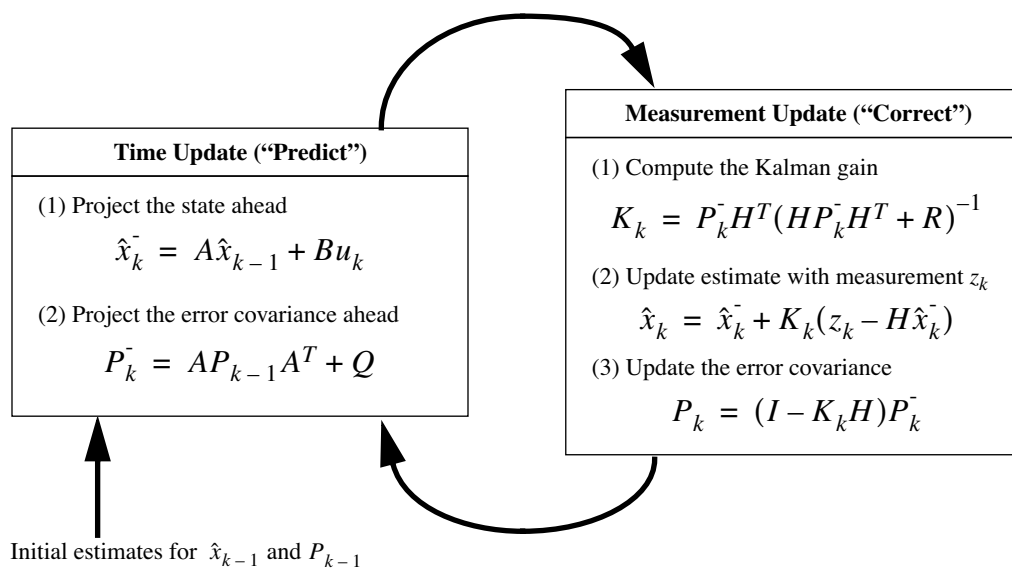 Time Update (“Predict”)
(1) Project the state ahead
x̂ₖ⁻ = Ax̂ₖ₋₁ + Buₖ
(2) Project the error covariance ahead
Pₖ⁻ = APₖ₋₁Aᵀ + Q
Initial estimates for x̂ₖ₋₁ and Pₖ₋₁
Measurement Update (“Correct”)
(1) Compute the Kalman gain
Kₖ = Pₖ⁻Hᵀ(HPₖ⁻Hᵀ + R)⁻¹
(2) Update estimate with measurement zₖ
x̂ₖ = x̂ₖ⁻ + Kₖ(zₖ – Hx̂ₖ⁻)
(3) Update the error covariance
Pₖ = (I – KₖH)Pₖ⁻